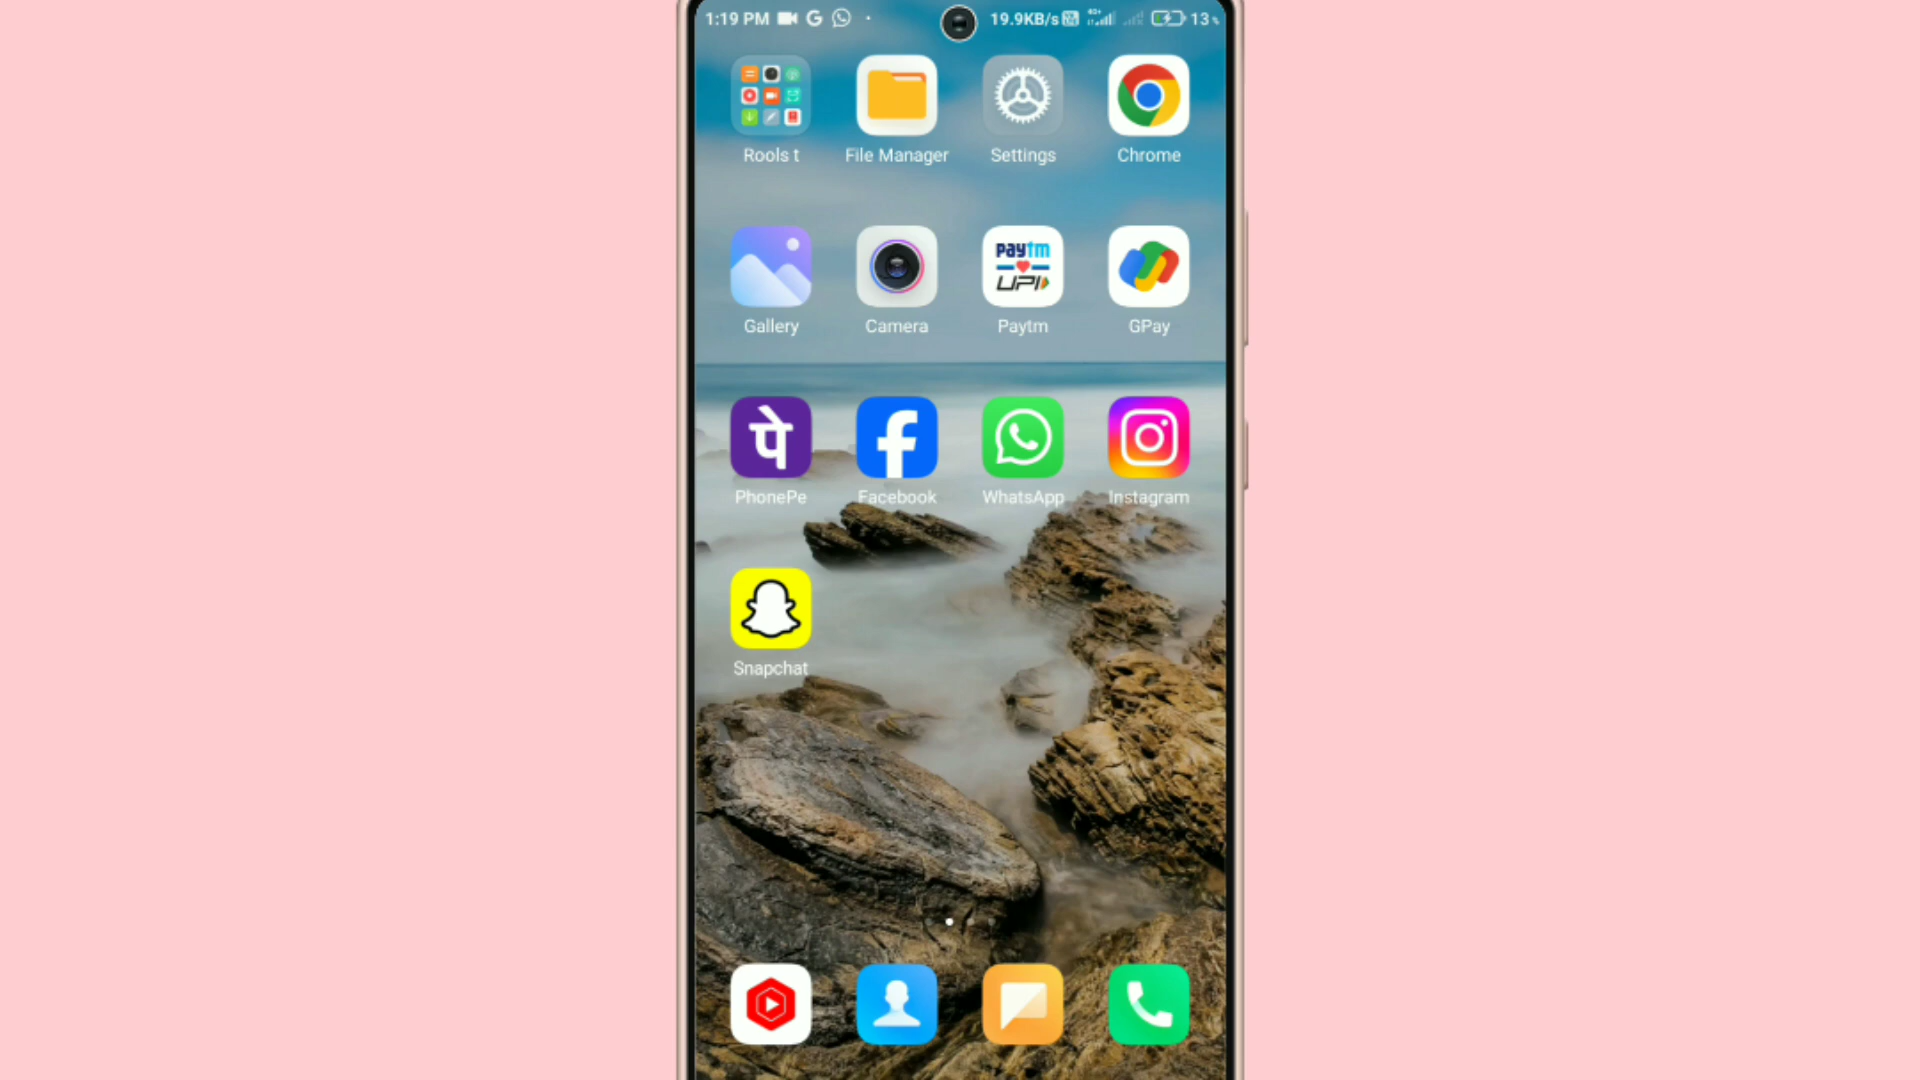 1:19 PM 19.9KB/s 13%
Rools t File Manager Settings Chrome
paytm
UPI
Gallery Camera Paytm GPay
पे
PhonePe Facebook WhatsApp Instagram
Snapchat